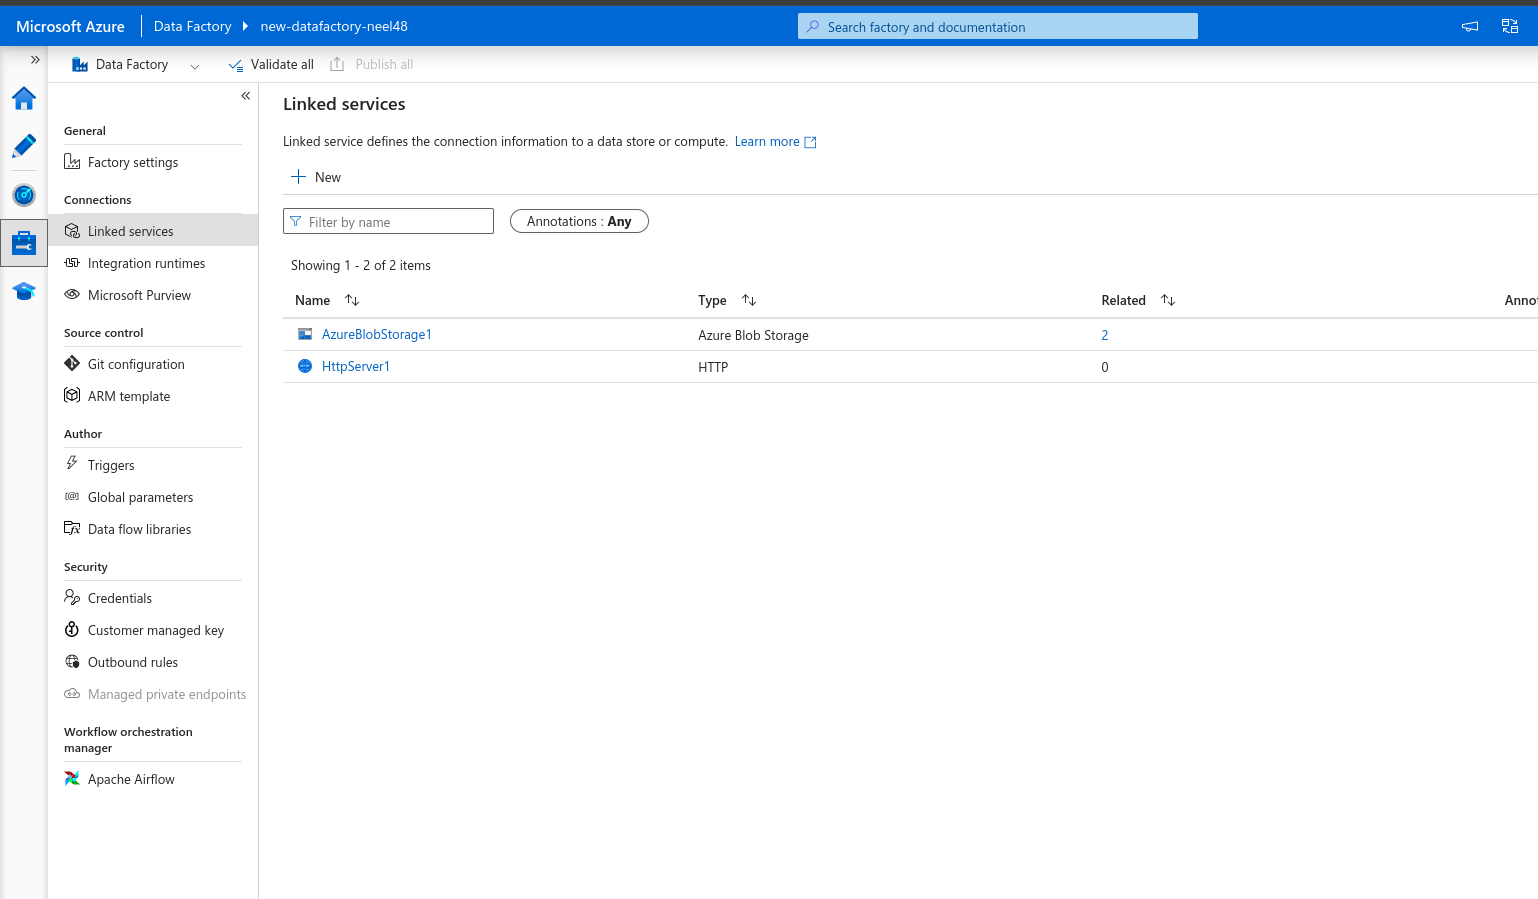 Microsoft Azure Data Factory new-datafactory-neel48 Search factory and documentation
Data Factory Validate all Publish all
General
Factory settings
Connections
Linked services
Integration runtimes
Microsoft Purview
Source control
Git configuration
ARM template
Author
Triggers
Global parameters
Data flow libraries
Security
Credentials
Customer managed key
Outbound rules
Managed private endpoints
Workflow orchestration
manager
Apache Airflow
Linked services
Linked service defines the connection information to a data store or compute. Learn more
New
Filter by name Annotations : Any
Showing 1 - 2 of 2 items
Name Type Related Anno
AzureBlobStorage1 Azure Blob Storage 2
HttpServer1 HTTP 0